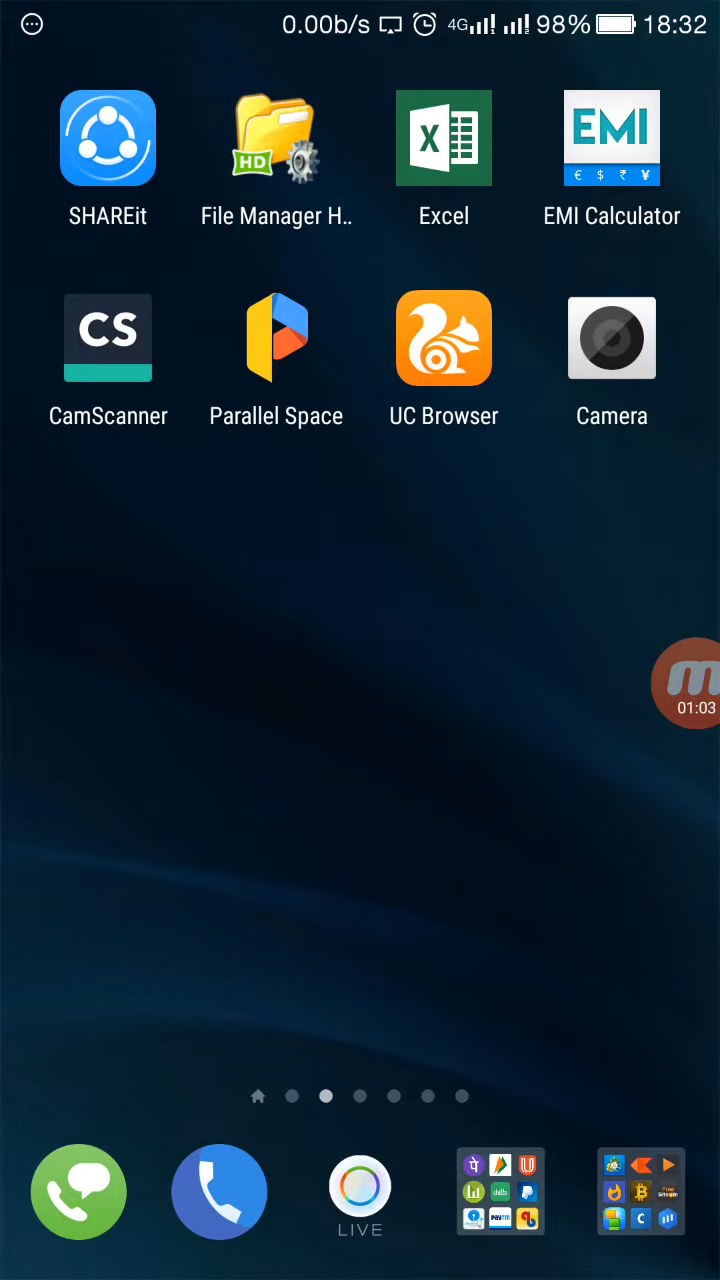 0.00b/s 4G 98% 18:32
HD
X
EMI
€ $ ₹ ¥
SHAREit File Manager H.. Excel EMI Calculator
CS
CamScanner Parallel Space UC Browser Camera
m
01:03
LIVE